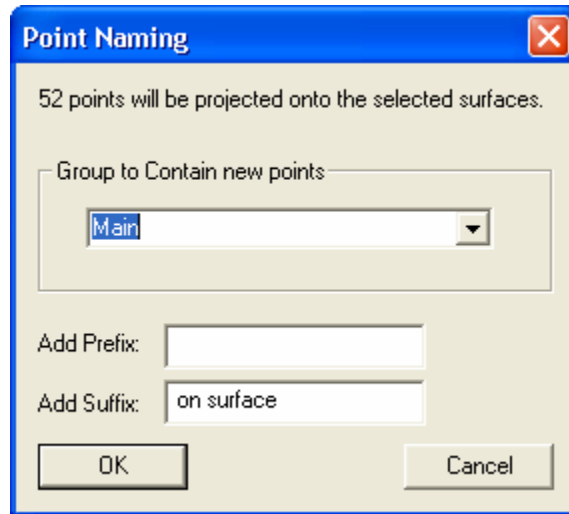 Point Naming
52 points will be projected onto the selected surfaces.
Group to Contain new points
Main
Add Prefix:
Add Suffix: on surface
OK Cancel